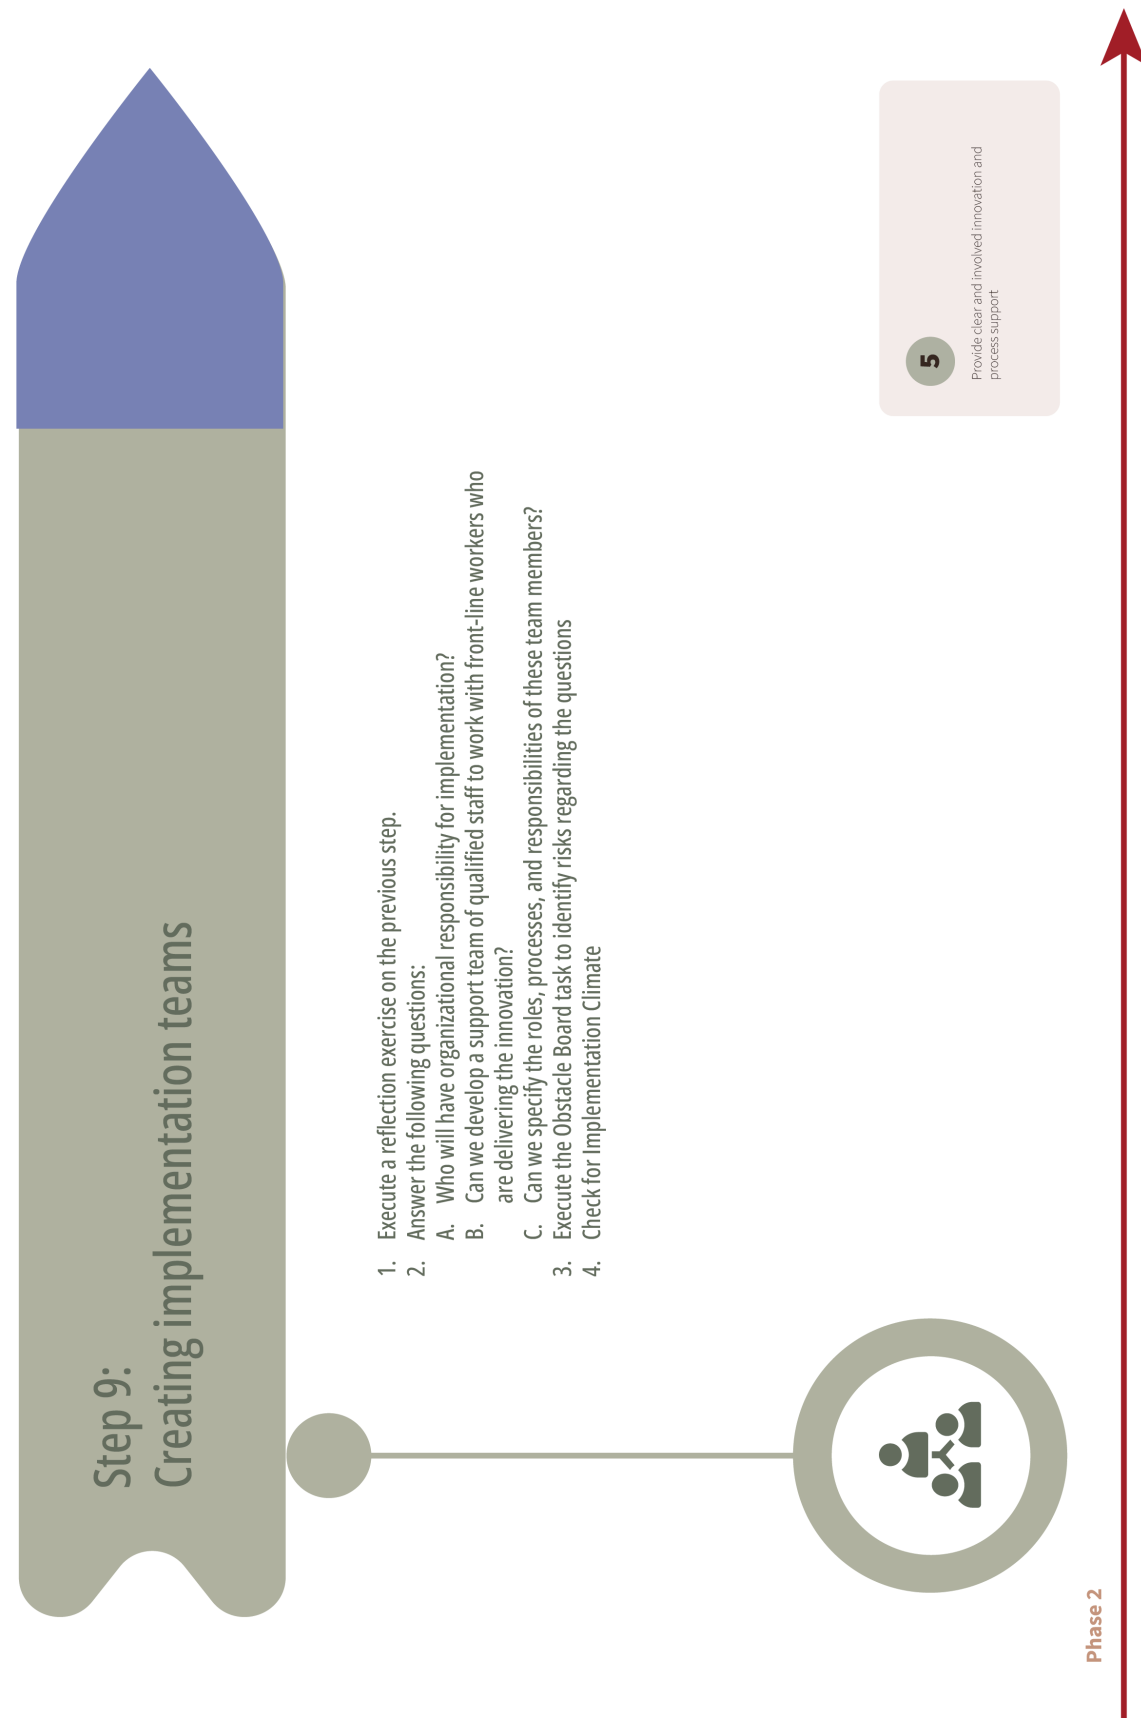 Step 9:
Creating implementation teams
1. Execute a reflection exercise on the previous step.
2. Answer the following questions:
A. Who will have organizational responsibility for implementation?
B. Can we develop a support team of qualified staff to work with front-line workers who
are delivering the innovation?
C. Can we specify the roles, processes, and responsibilities of these team members?
3. Execute the Obstacle Board task to identify risks regarding the questions
4. Check for Implementation Climate
5
Provide clear and involved innovation and
process support
Phase 2